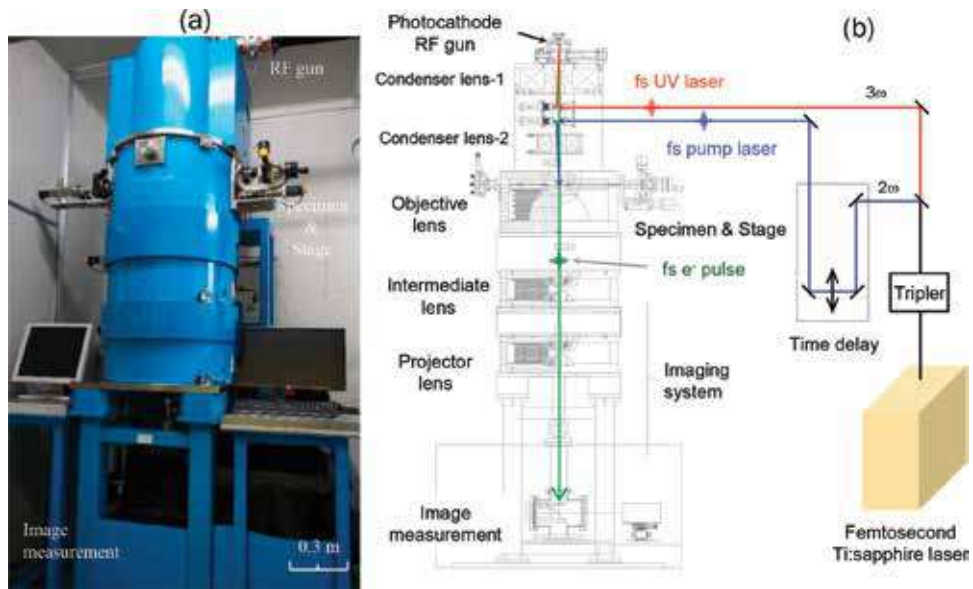 (a)
RF gun
Specimen
&
Stage
Image
measurement
0.3 m
(b)
Photocathode
RF gun
Condenser lens-1
fs UV laser
3ω
fs pump laser
Condenser lens-2
2ω
Objective
lens
Specimen & Stage
fs e⁻ pulse
Intermediate
lens
Tripler
Time delay
Projector
lens
Imaging
system
Image
measurement
Femtosecond
Ti:sapphire laser